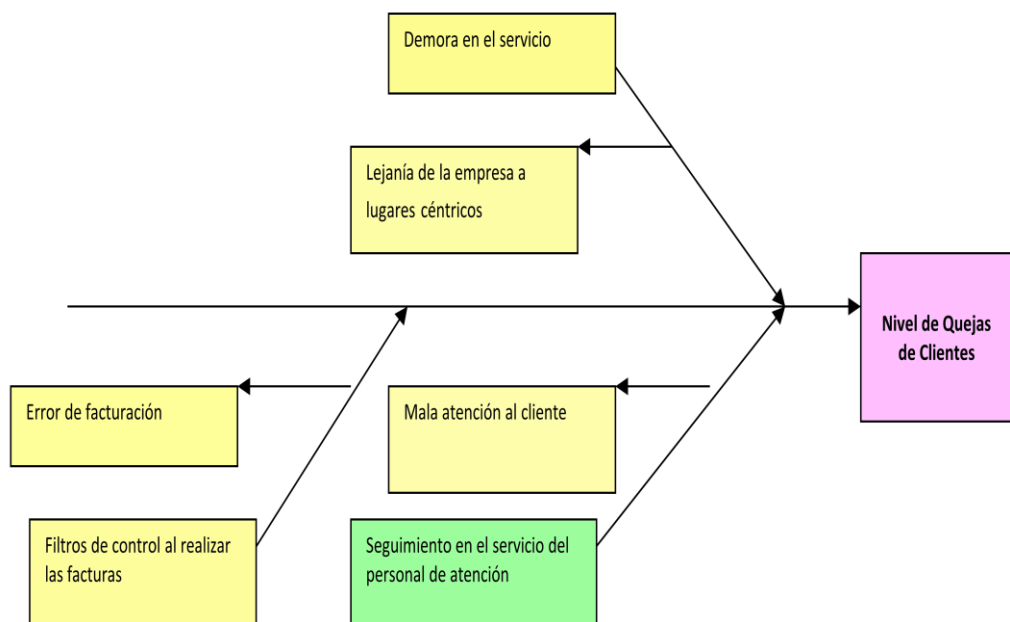 Demora en el servicio
Lejanía de la empresa a
lugares céntricos
Nivel de Quejas
de Clientes
Error de facturación
Mala atención al cliente
Filtros de control al realizar
las facturas
Seguimiento en el servicio del
personal de atención